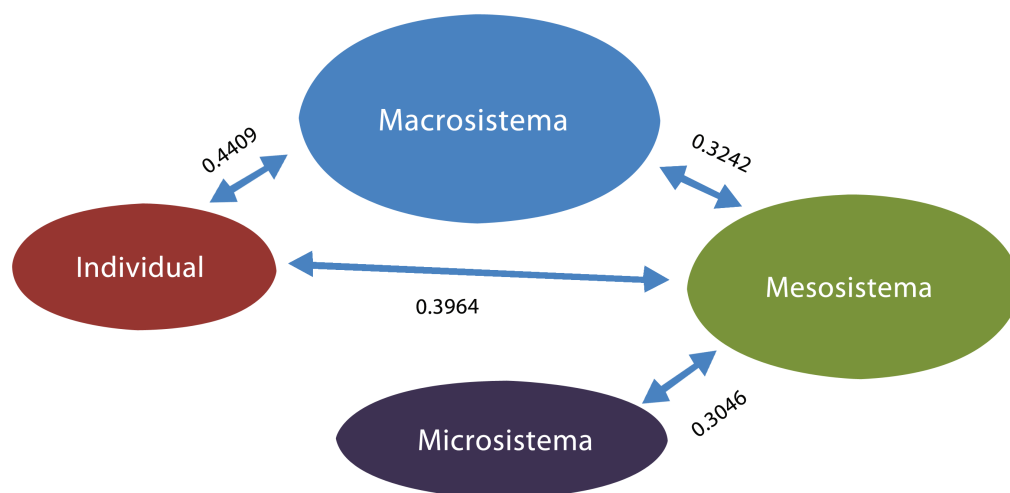 Macrosistema
0.4409
0.3242
Individual
Mesosistema
0.3964
Microsistema
0.3046